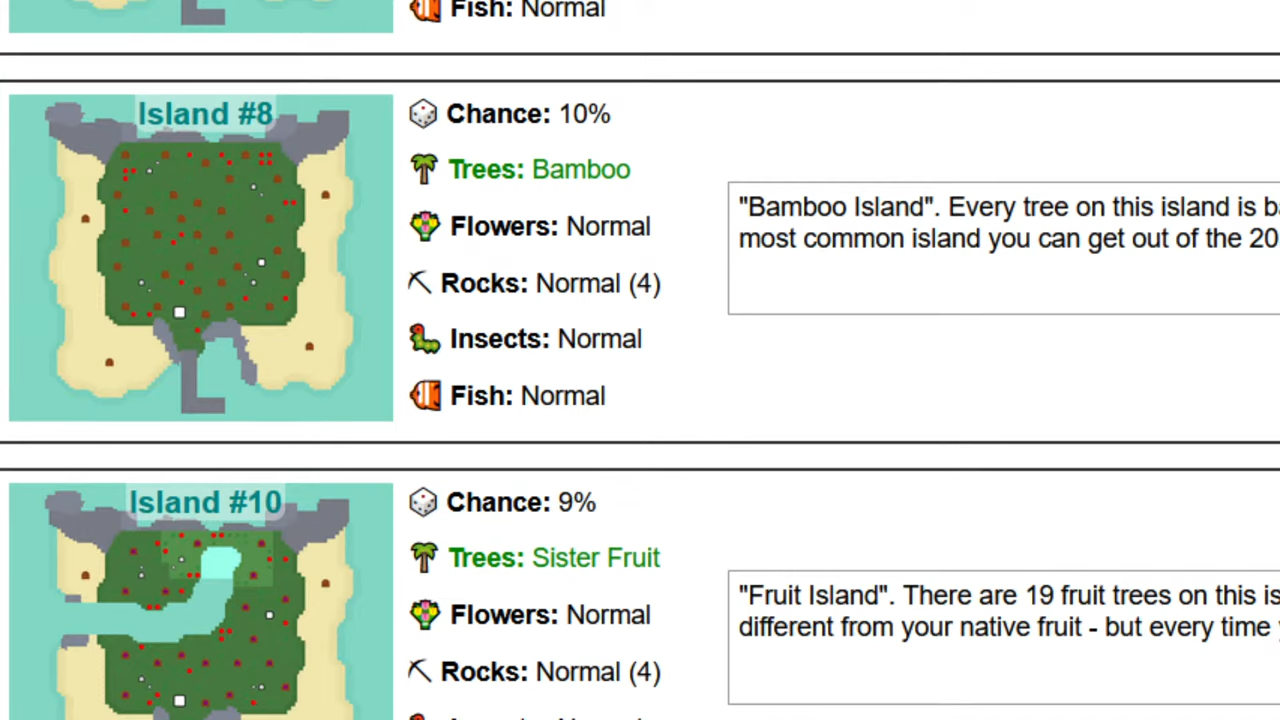 Fish: Normal
Island #8
Chance: 10%
Trees: Bamboo
Flowers: Normal
Rocks: Normal (4)
Insects: Normal
Fish: Normal
"Bamboo Island". Every tree on this island is
most common island you can get out of the 20
Island #10
Chance: 9%
Trees: Sister Fruit
Flowers: Normal
Rocks: Normal (4)
"Fruit Island". There are 19 fruit trees on this
different from your native fruit - but every time